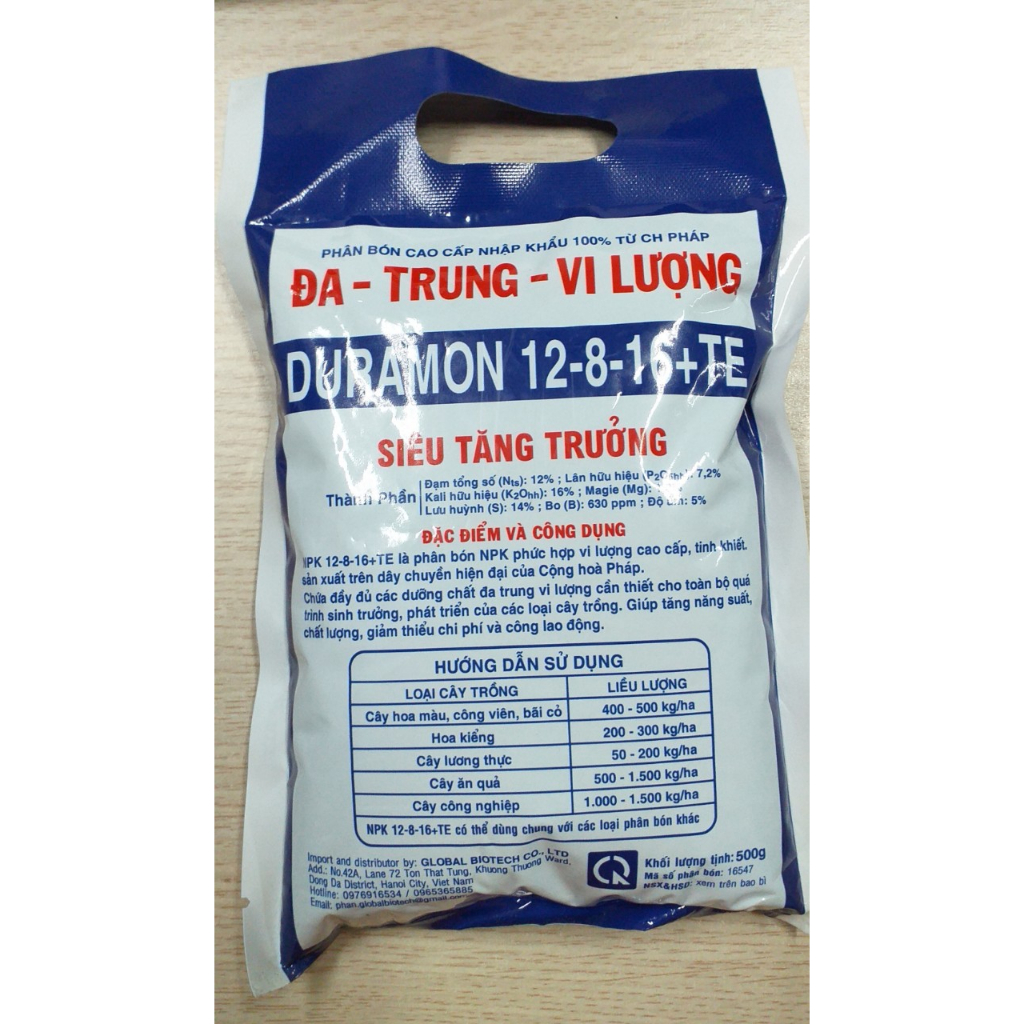 PHÂN BÓN CAO CẤP NHẬP KHẨU 100% TỪ CH PHÁP
ĐA - TRUNG - VI LƯỢNG
DURAMON 12-8-16+TE
SIÊU TĂNG TRƯỞNG
Thành Phần
Đạm tổng số (Nts): 12% ; Lân hữu hiệu (P2O5hh): 7,2%
Kali hữu hiệu (K2Ohh): 16% ; Magie (Mg):
Lưu huỳnh (S): 14% ; Bo (B): 630 ppm ; Độ ẩm: 5%
ĐẶC ĐIỂM VÀ CÔNG DỤNG
NPK 12-8-16+TE là phân bón NPK phức hợp vi lượng cao cấp, tinh khiết.
sản xuất trên dây chuyền hiện đại của Cộng hoà Pháp.
Chứa đầy đủ các dưỡng chất đa trung vi lượng cần thiết cho toàn bộ quá
trình sinh trưởng, phát triển của các loại cây trồng. Giúp tăng năng suất,
chất lượng, giảm thiểu chi phí và công lao động.
HƯỚNG DẪN SỬ DỤNG
LOẠI CÂY TRỒNG LIỀU LƯỢNG
Cây hoa màu, công viên, bãi cỏ 400 - 500 kg/ha
Hoa kiểng 200 - 300 kg/ha
Cây lương thực 50 - 200 kg/ha
Cây ăn quả 500 - 1.500 kg/ha
Cây công nghiệp 1.000 - 1.500 kg/ha
NPK 12-8-16+TE có thể dùng chung với các loại phân bón khác
Import and distributor by: GLOBAL BIOTECH CO., LTD
Add.: No.42A, Lane 72 Ton That Tung, Khuong Thuong Ward,
Dong Da District, Hanoi City, Viet Nam
Hotline: 0976916534 / 0965365885
Email: phan.globalbiotech@gmail.com
Khối lượng tịnh: 500g
Mã số phân bón: 16547
NSX&HSD: xem trên bao bì